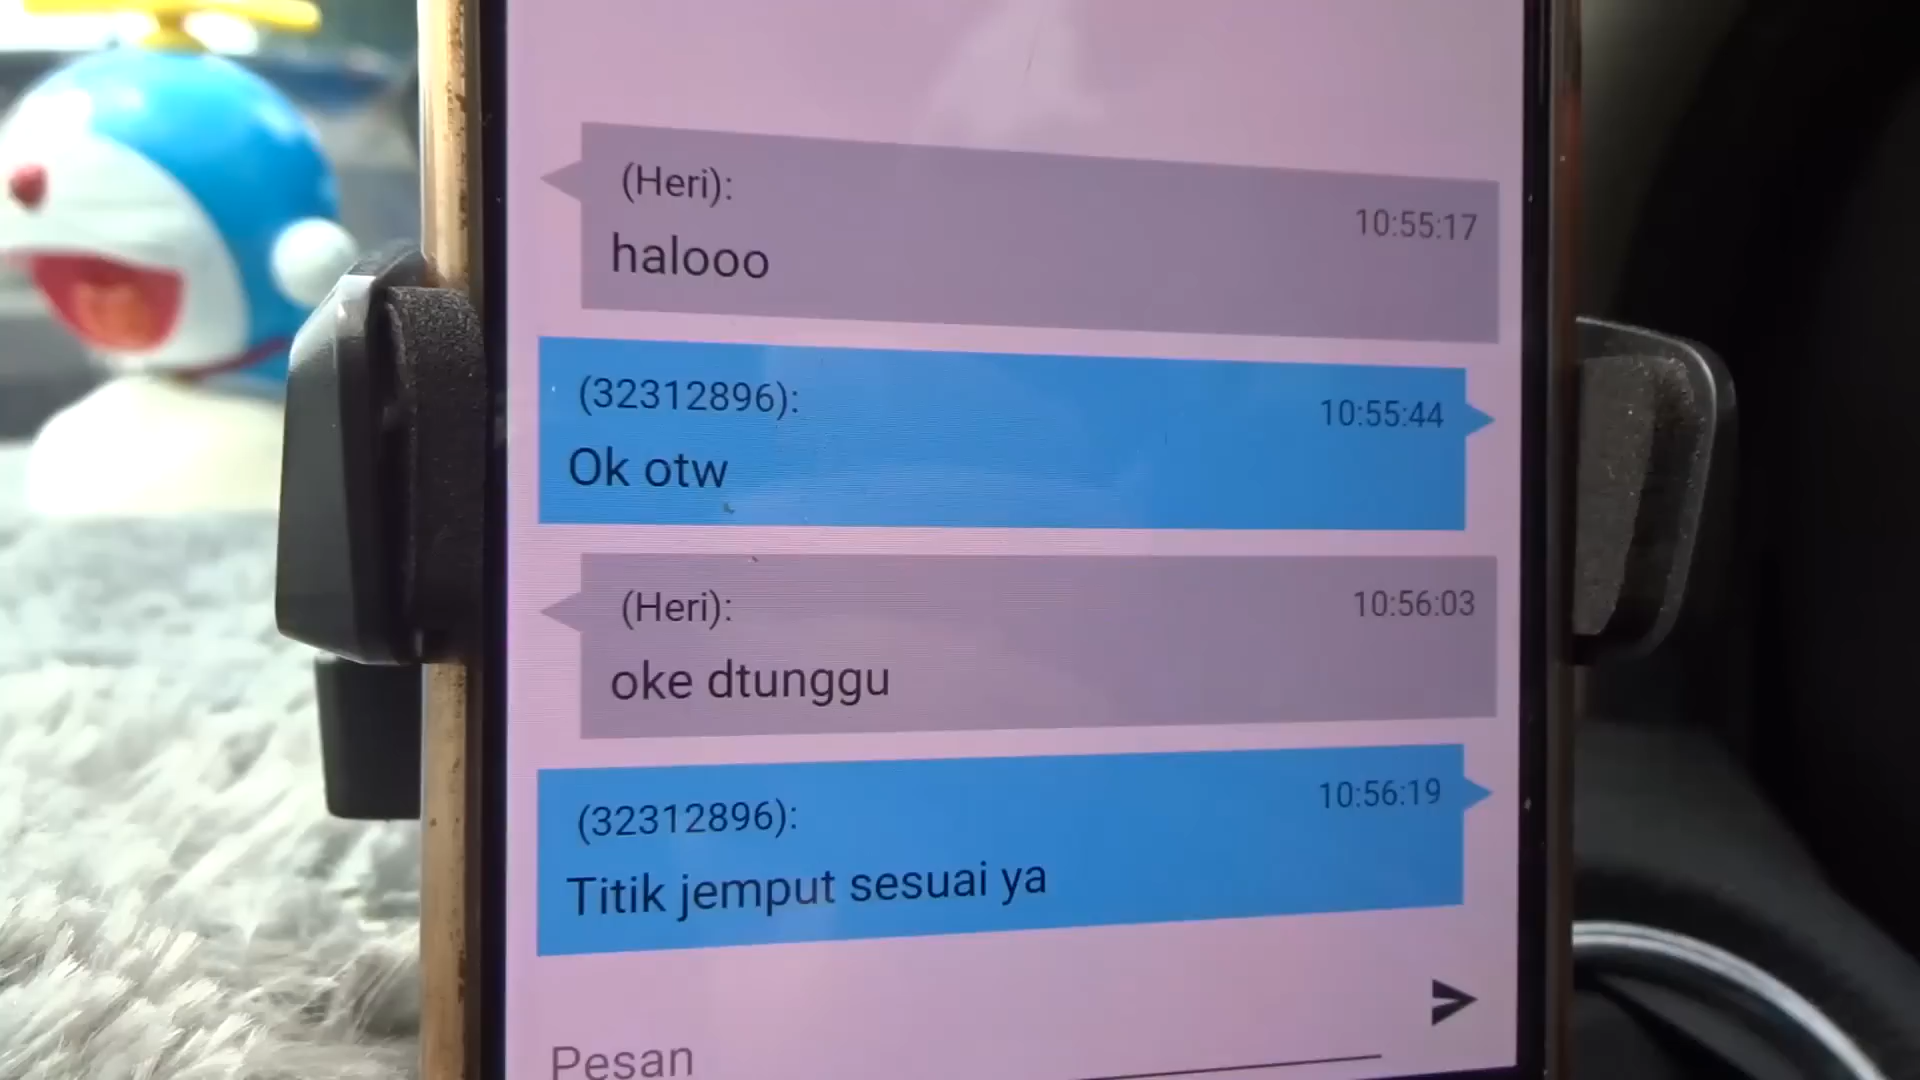 (Heri):
10:55:17
halooo
(32312896):
10:55:44
Ok otw
(Heri):
10:56:03
oke dtunggu
(32312896):
10:56:19
Titik jemput sesuai ya
Pesan